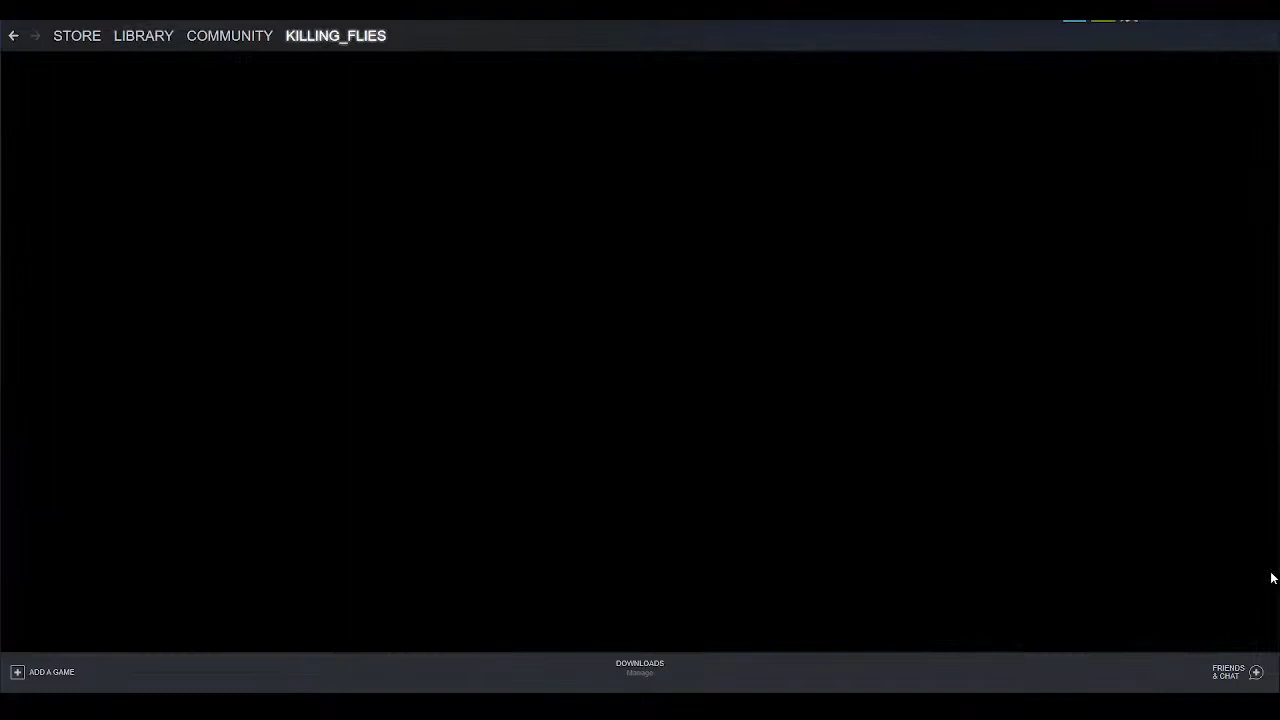 STORE LIBRARY COMMUNITY KILLING_FLIES
ADD A GAME
DOWNLOADS
Manage
FRIENDS
& CHAT